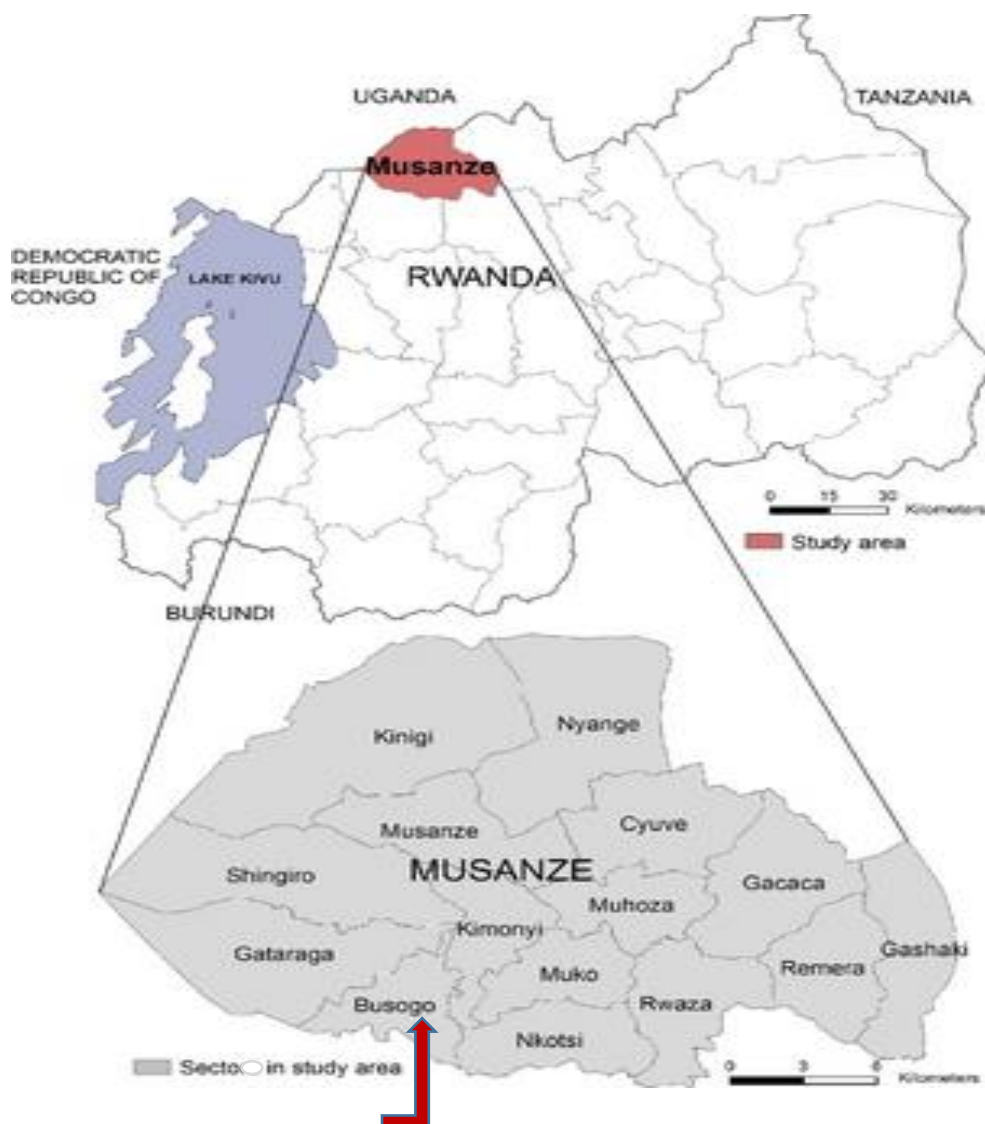 UGANDA
TANZANIA
Musanze
DEMOCRATIC
REPUBLIC OF
CONGO
LAKE KIVU
RWANDA
0 15 30
Kilometers
Study area
BURUNDI
Kinigi
Nyange
Musanze
Cyuve
Shingiro
MUSANZE
Gacaca
Muhoza
Kimonyi
Gataraga
Muko
Remera
Gashaki
Busogo
Rwaza
Nkotsi
Secto in study area
0 3 6
Kilometers